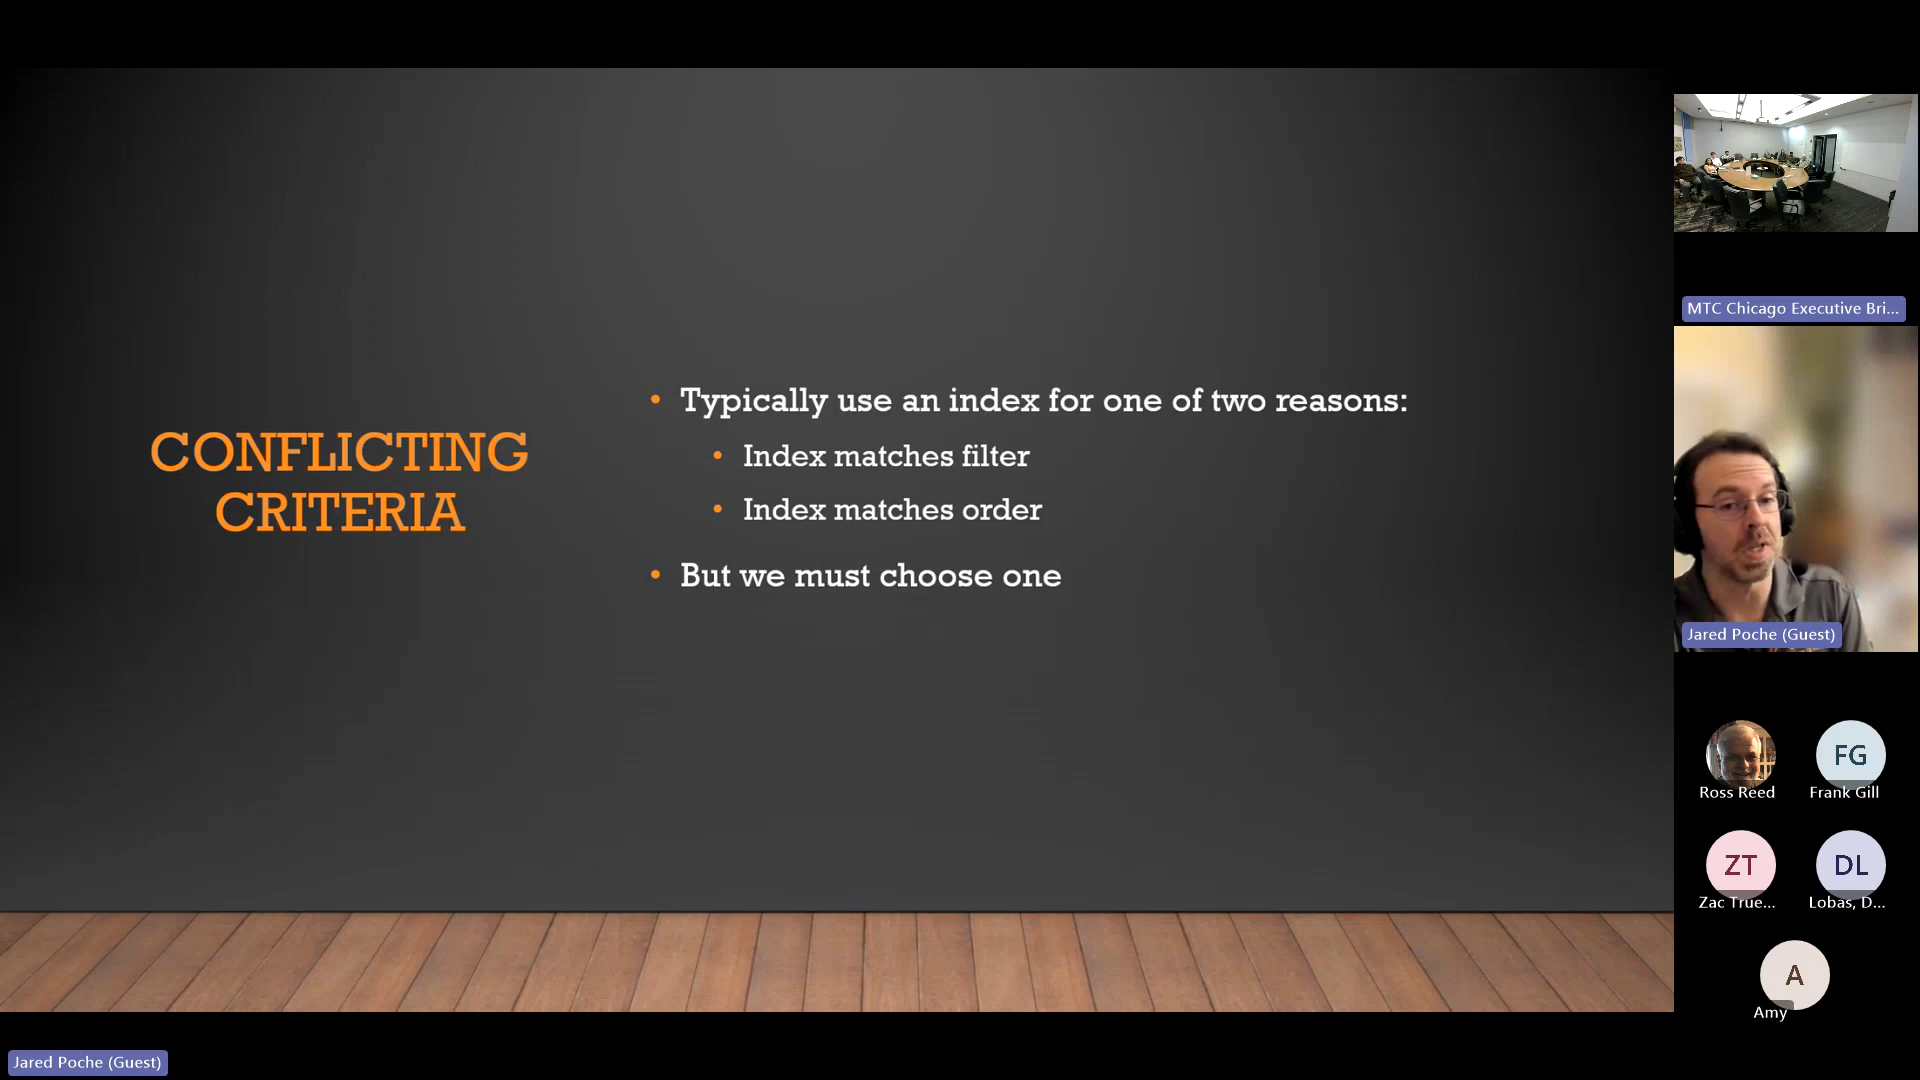 CONFLICTING
CRITERIA
• Typically use an index for one of two reasons:
• Index matches filter
• Index matches order
• But we must choose one
MTC Chicago Executive Bri...
Jared Poche (Guest)
FG
Ross Reed
Frank Gill
ZT
DL
Zac True...
Lobas, D...
A
Amy
Jared Poche (Guest)